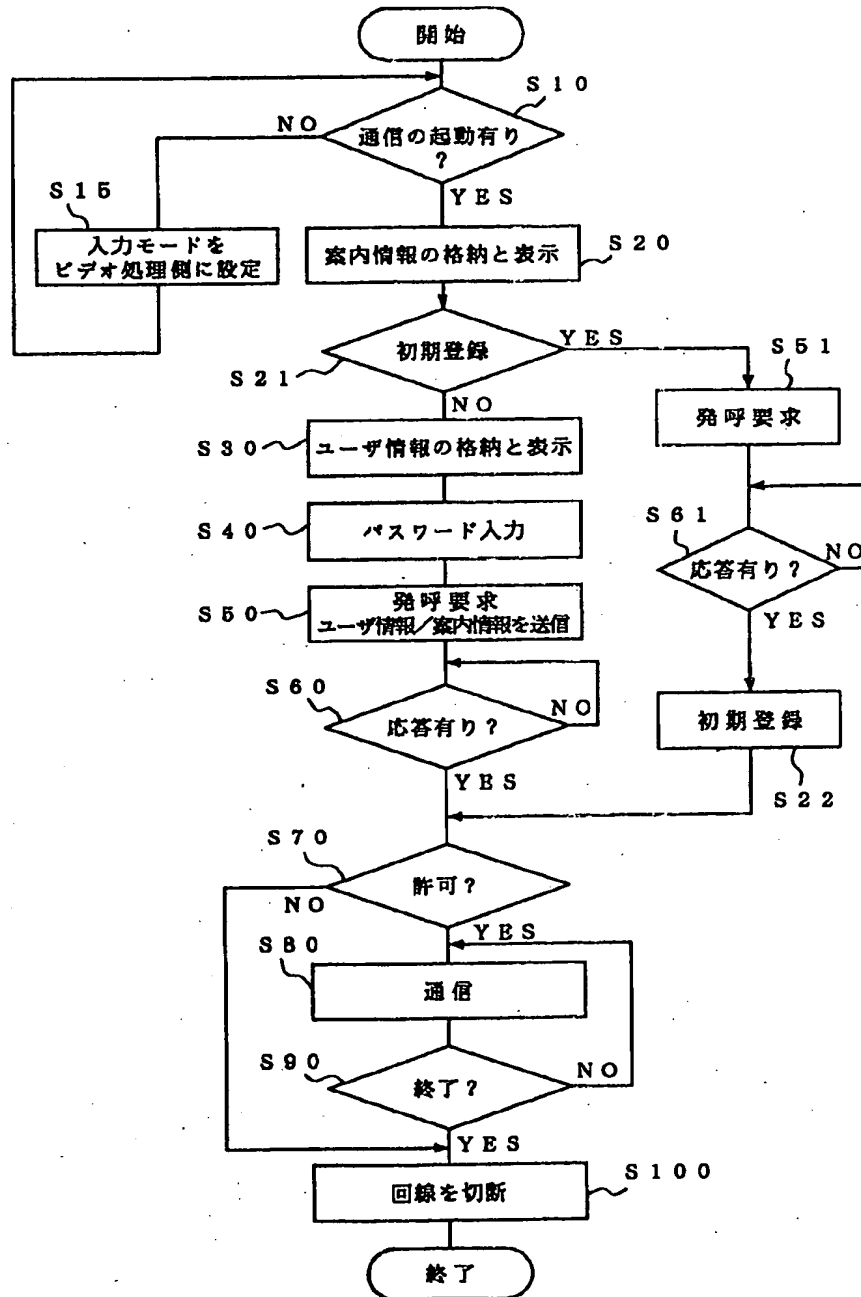 開始
S10
通信の起動有り
?
NO
YES
S15
入力モードを
ビデオ処理側に設定
案内情報の格納と表示
S20
初期登録
S21
YES
NO
S51
発呼要求
S30
ユーザ情報の格納と表示
S40
パスワード入力
S61
応答有り?
NO
YES
S50
発呼要求
ユーザ情報/案内情報を送信
S60
応答有り?
NO
YES
初期登録
S22
S70
許可?
NO
YES
S80
通信
S90
終了?
NO
YES
回線を切断
S100
終了